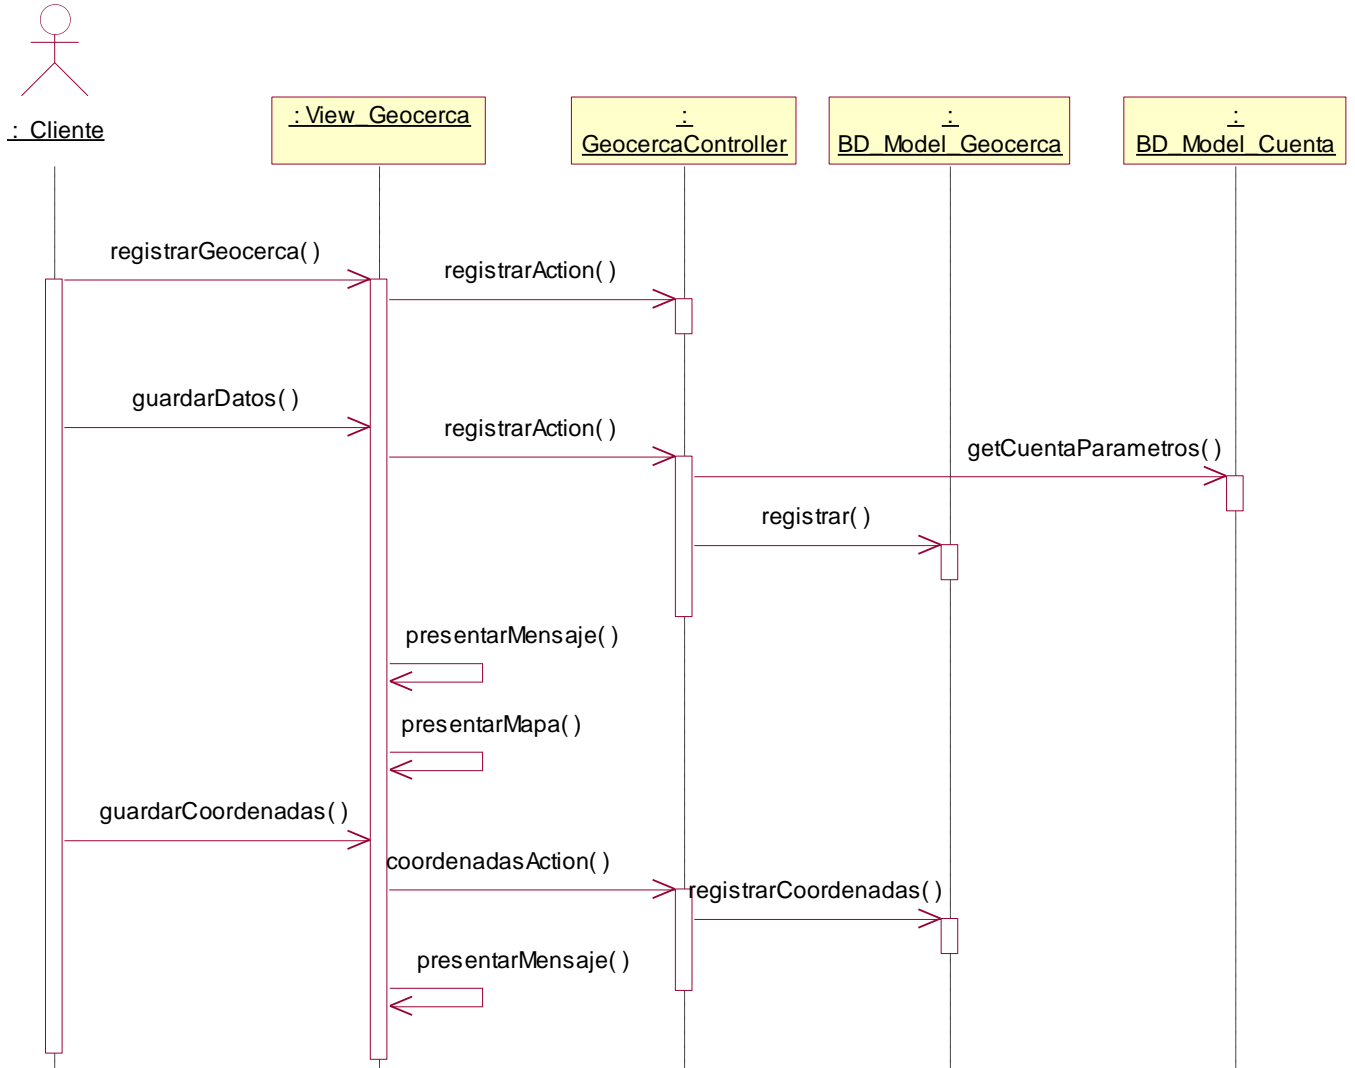 : Cliente
: View_Geocerca
:
GeocercaController
:
BD_Model_Geocerca
:
BD_Model_Cuenta
registrarGeocerca( )
registrarAction( )
guardarDatos( )
registrarAction( )
getCuentaParametros( )
registrar( )
presentarMensaje( )
presentarMapa( )
guardarCoordenadas( )
coordenadasAction( )
registrarCoordenadas( )
presentarMensaje( )